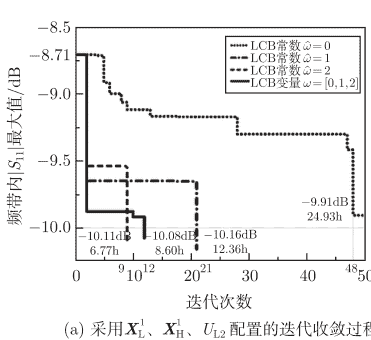 −8.5
−8.71
−9.0
−9.5
−10.0
频带内|S₁₁|最大值/dB
LCB常数 ω̂=0
LCB常数 ω̂=1
LCB常数 ω̂=2
LCB变量 ω=[0,1,2]
−9.91dB
24.93h
−10.11dB
6.77h
−10.08dB
8.60h
−10.16dB
12.36h
0 9 10 12 20 21 30 40 48 50
迭代次数
(a) 采用X¹L、X¹H、UL2 配置的迭代收敛过程